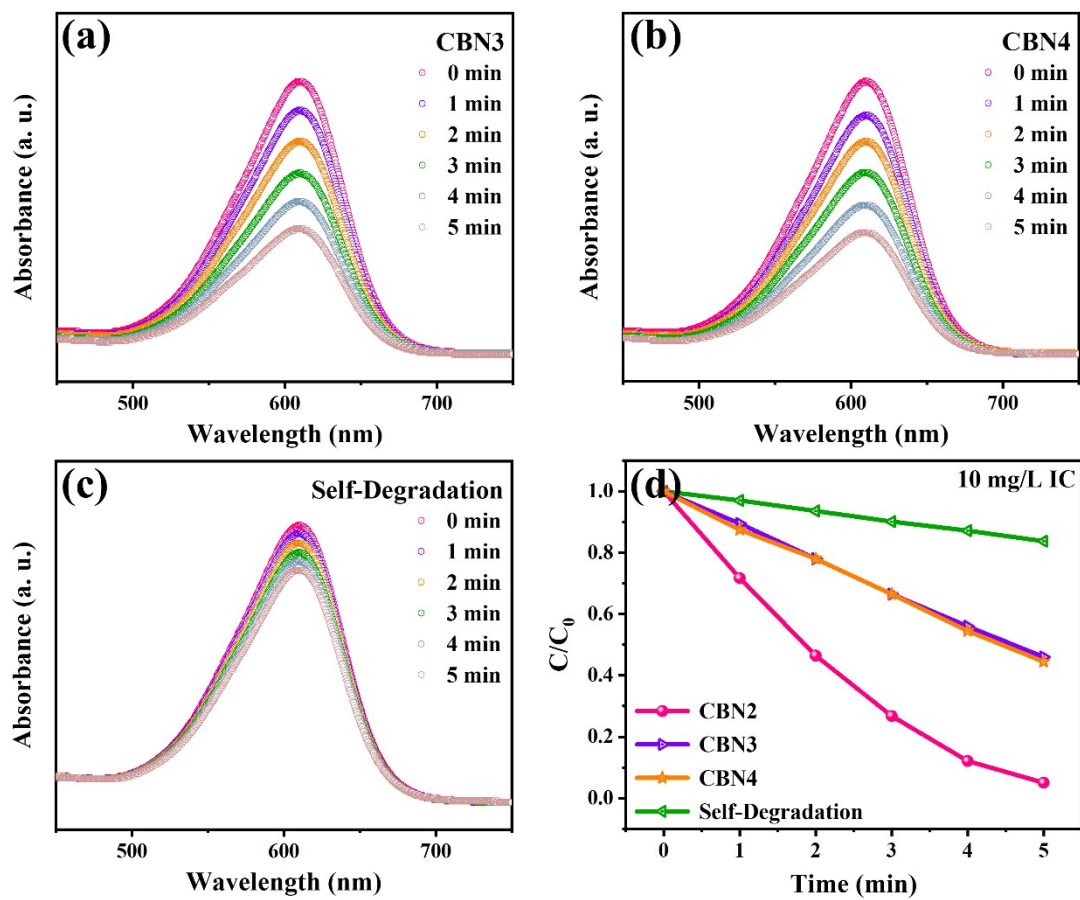 (a)
CBN3
0 min
1 min
2 min
3 min
4 min
5 min
Absorbance (a. u.)
500
600
700
Wavelength (nm)
(b)
CBN4
0 min
1 min
2 min
3 min
4 min
5 min
Absorbance (a. u.)
500
600
700
Wavelength (nm)
(c)
Self-Degradation
0 min
1 min
2 min
3 min
4 min
5 min
Absorbance (a. u.)
500
600
700
Wavelength (nm)
(d)
10 mg/L IC
1.0
0.8
0.6
0.4
0.2
0.0
C/C₀
CBN2
CBN3
CBN4
Self-Degradation
0
1
2
3
4
5
Time (min)